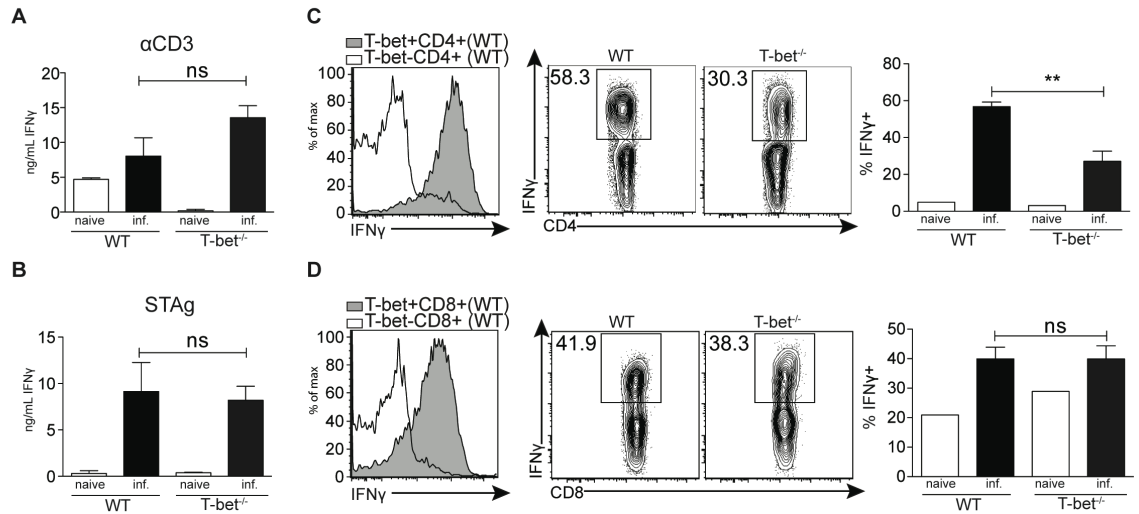 A
αCD3
ns
20
15
10
5
0
ng/mL IFNγ
naive inf. naive inf.
WT T-bet-/-
B
STAg
ns
15
10
5
0
ng/mL IFNγ
naive inf. naive inf.
WT T-bet-/-
C
T-bet+CD4+(WT)
T-bet-CD4+ (WT)
100
80
60
40
20
0
% of max
IFNγ
WT T-bet-/-
58.3 30.3
IFNγ
CD4
80
60
40
20
0
% IFNγ+
**
naive inf. naive inf.
WT T-bet-/-
D
T-bet+CD8+(WT)
T-bet-CD8+ (WT)
100
80
60
40
20
0
% of max
IFNγ
WT T-bet-/-
41.9 38.3
IFNγ
CD8
50
40
30
20
10
0
% IFNγ+
ns
naive inf. naive inf.
WT T-bet-/-